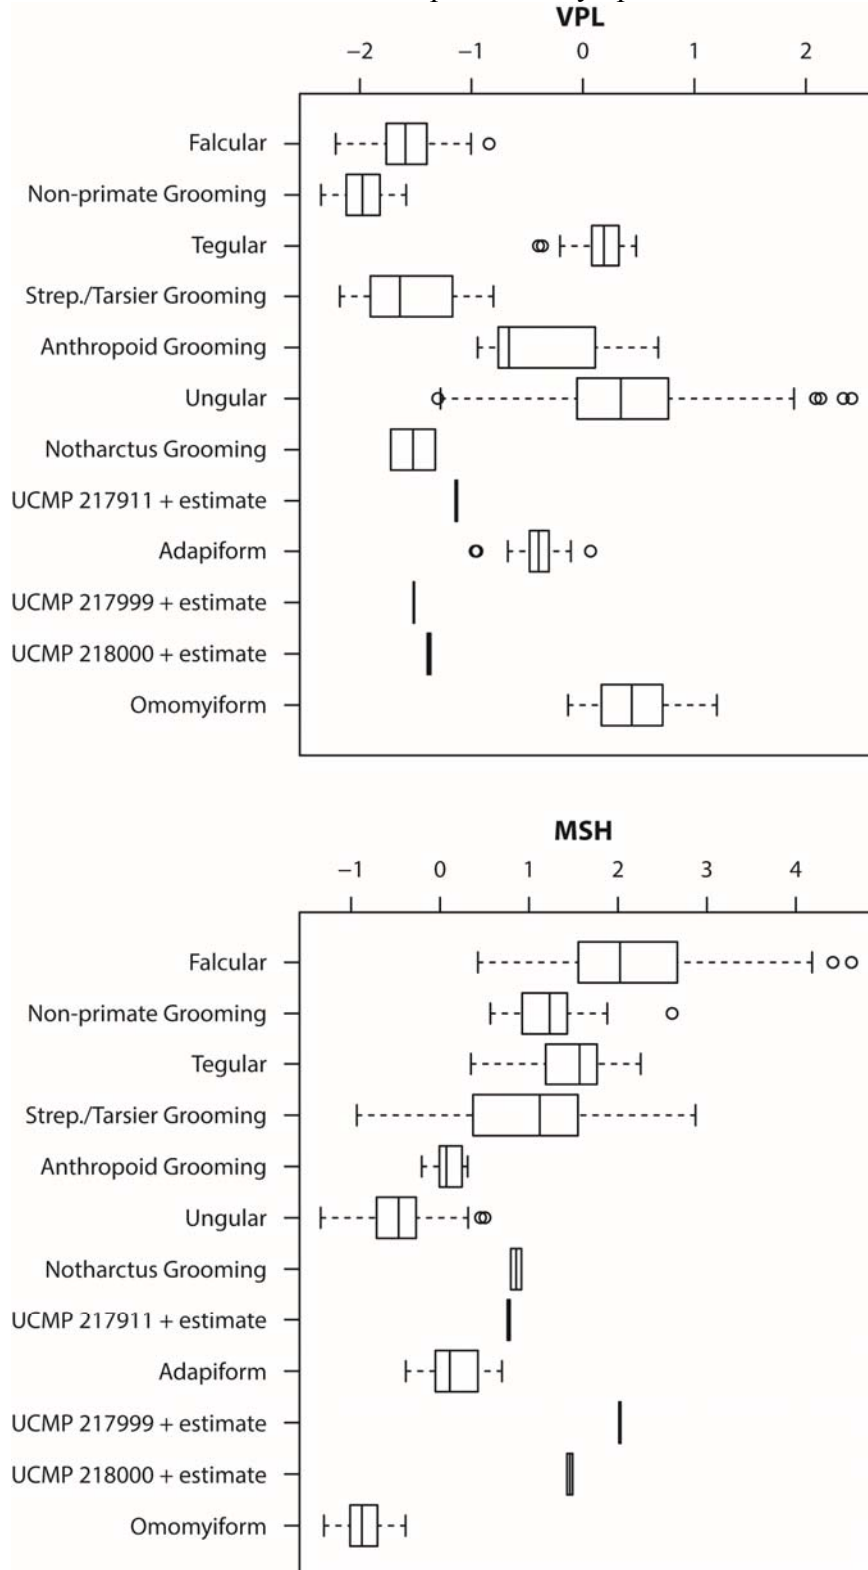 VPL
−2 −1 0 1 2
Falcular
Non-primate Grooming
Tegular
Strep./Tarsier Grooming
Anthropoid Grooming
Ungular
Notharctus Grooming
UCMP 217911 + estimate
Adapiform
UCMP 217999 + estimate
UCMP 218000 + estimate
Omomyiform
MSH
−1 0 1 2 3 4
Falcular
Non-primate Grooming
Tegular
Strep./Tarsier Grooming
Anthropoid Grooming
Ungular
Notharctus Grooming
UCMP 217911 + estimate
Adapiform
UCMP 217999 + estimate
UCMP 218000 + estimate
Omomyiform